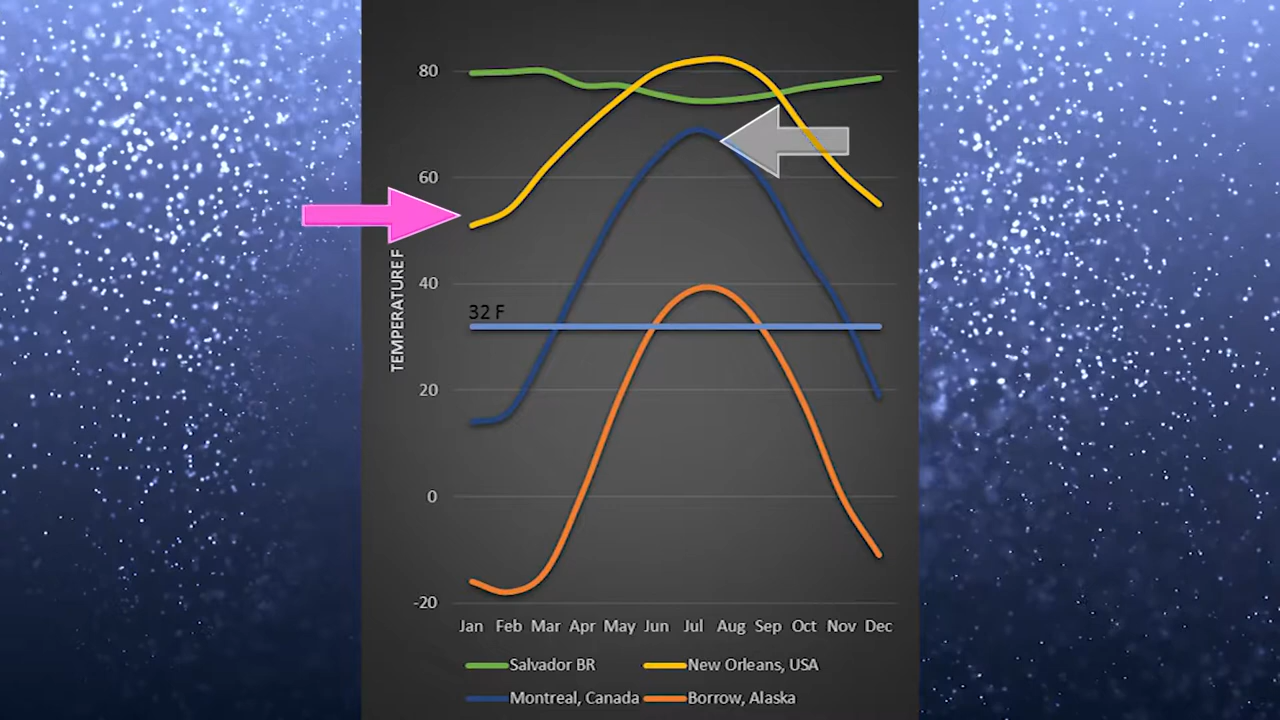 80
60
40
32 F
20
0
-20
TEMPERATURE F
Jan Feb Mar Apr May Jun Jul Aug Sep Oct Nov Dec
Salvador BR New Orleans, USA
Montreal, Canada Borrow, Alaska